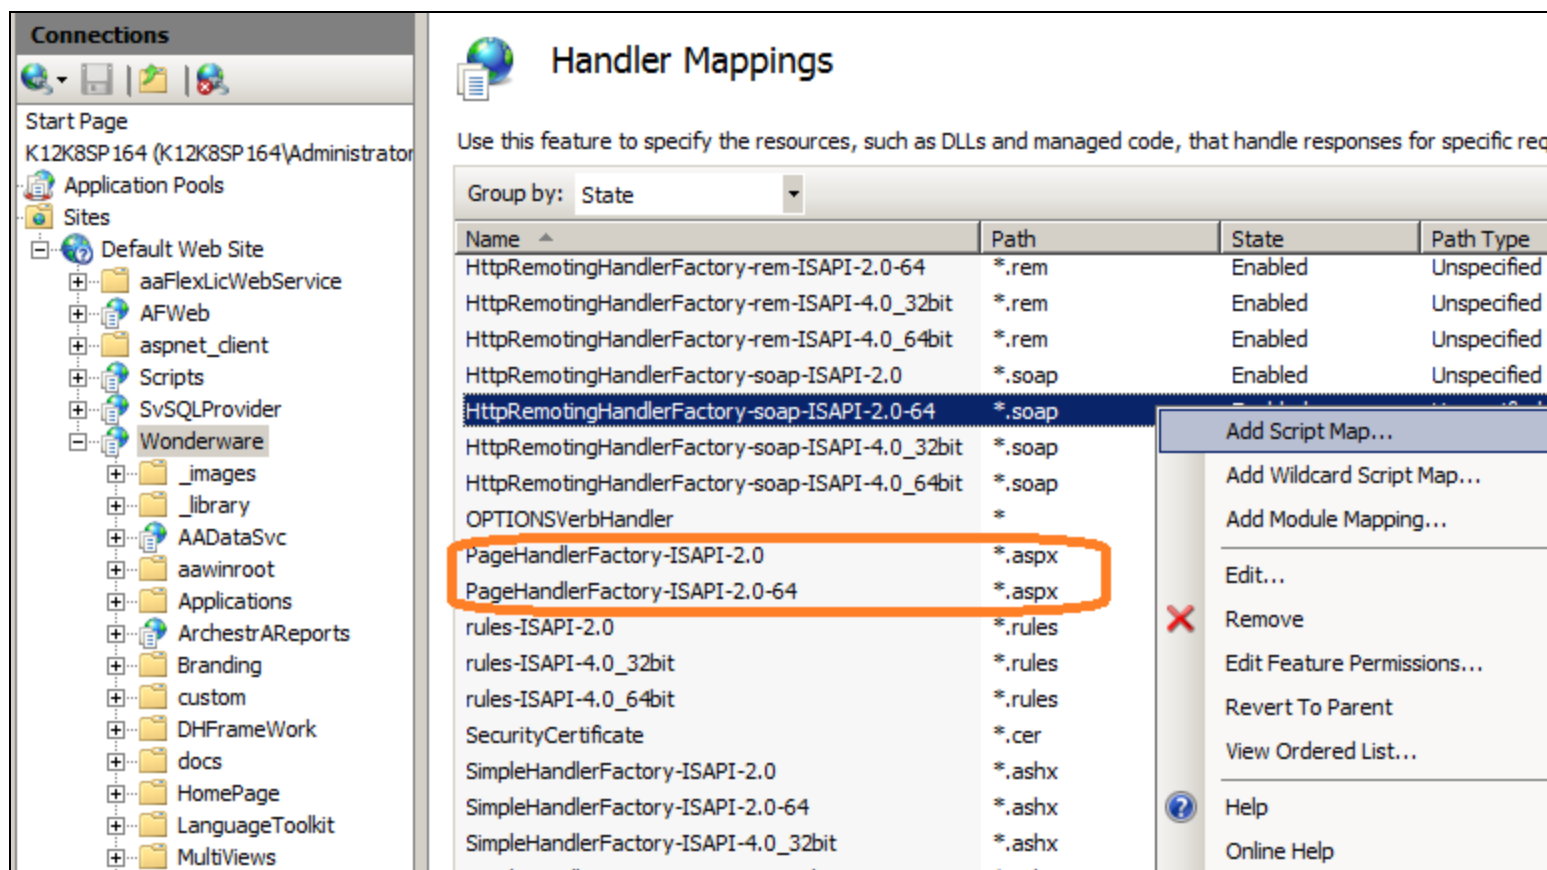 Connections
Start Page
K12K8SP164 (K12K8SP164\Administrator
Application Pools
Sites
Default Web Site
aaFlexLicWebService
AFWeb
aspnet_client
Scripts
SvSQLProvider
Wonderware
_images
_library
AADataSvc
aawinroot
Applications
ArchestrAReports
Branding
custom
DHFrameWork
docs
HomePage
LanguageToolkit
MultiViews
Handler Mappings
Use this feature to specify the resources, such as DLLs and managed code, that handle responses for specific req
Group by: State
Name Path State Path Type
HttpRemotingHandlerFactory-rem-ISAPI-2.0-64 *.rem Enabled Unspecified
HttpRemotingHandlerFactory-rem-ISAPI-4.0_32bit *.rem Enabled Unspecified
HttpRemotingHandlerFactory-rem-ISAPI-4.0_64bit *.rem Enabled Unspecified
HttpRemotingHandlerFactory-soap-ISAPI-2.0 *.soap Enabled Unspecified
HttpRemotingHandlerFactory-soap-ISAPI-2.0-64 *.soap
HttpRemotingHandlerFactory-soap-ISAPI-4.0_32bit *.soap
HttpRemotingHandlerFactory-soap-ISAPI-4.0_64bit *.soap
OPTIONSVerbHandler *
PageHandlerFactory-ISAPI-2.0 *.aspx
PageHandlerFactory-ISAPI-2.0-64 *.aspx
rules-ISAPI-2.0 *.rules
rules-ISAPI-4.0_32bit *.rules
rules-ISAPI-4.0_64bit *.rules
SecurityCertificate *.cer
SimpleHandlerFactory-ISAPI-2.0 *.ashx
SimpleHandlerFactory-ISAPI-2.0-64 *.ashx
SimpleHandlerFactory-ISAPI-4.0_32bit *.ashx
Add Script Map...
Add Wildcard Script Map...
Add Module Mapping...
Edit...
Remove
Edit Feature Permissions...
Revert To Parent
View Ordered List...
Help
Online Help